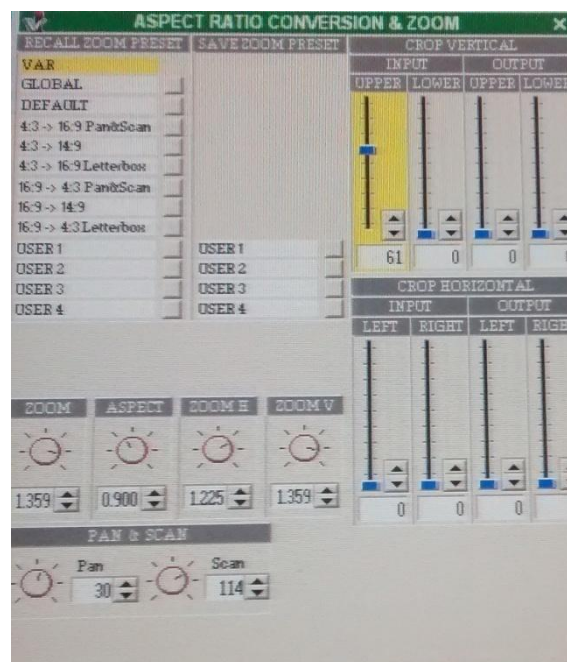 ASPECT RATIO CONVERSION & ZOOM
RECALL ZOOM PRESET
SAVE ZOOM PRESET
CROP VERTICAL
VAR
INPUT OUTPUT
GLOBAL
UPPER LOWER UPPER LOWE
DEFAULT
4:3 -> 16:9 Pan&Scan
4:3 -> 14:9
4:3 -> 16:9 Letterbox
16:9 -> 4:3 Pan&Scan
16:9 -> 14:9
16:9 -> 4:3 Letterbox
USER 1 USER 1
61 0 0
USER 2 USER 2
USER 3 USER 3
CROP HORIZONTAL
USER 4 USER 4
INPUT OUTPUT
LEFT RIGHT LEFT RIGH
ZOOM ASPECT ZOOM H ZOOM V
1.359 0.900 1.225 1.359
0 0 0
PAN & SCAN
Pan Scan
30 114